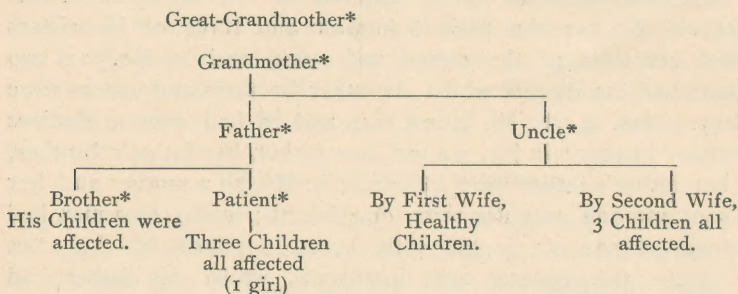 Great-Grandmother*
Grandmother*
Father*
Uncle*
Brother*
His Children were
affected.
Patient*
Three Children
all affected
(1 girl)
By First Wife,
Healthy
Children.
By Second Wife,
3 Children all
affected.